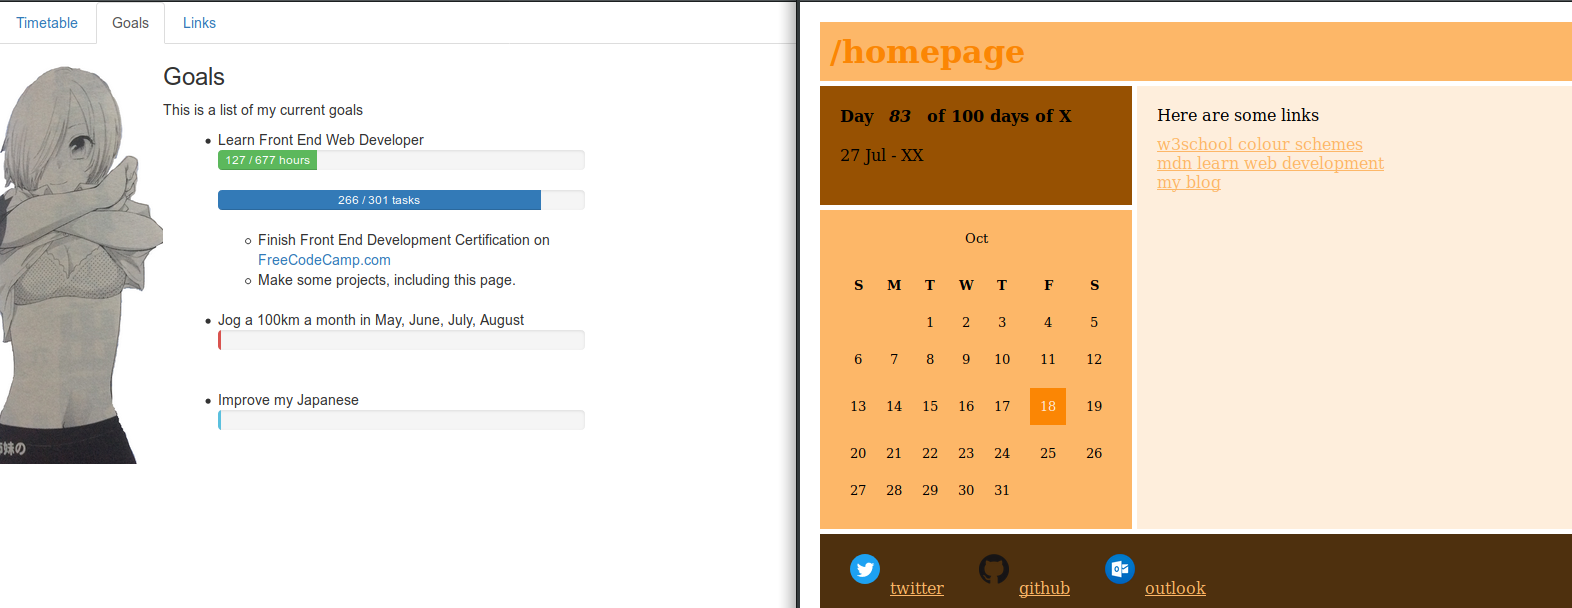 Timetable
Goals
Links
Goals
This is a list of my current goals
Learn Front End Web Developer
127 / 677 hours
266 / 301 tasks
Finish Front End Development Certification on
FreeCodeCamp.com
Make some projects, including this page.
Jog a 100km a month in May, June, July, August
Improve my Japanese
妹の
/homepage
Day 83 of 100 days of X
27 Jul - XX
Oct
S M T W T F S
1 2 3 4 5
6 7 8 9 10 11 12
13 14 15 16 17 18 19
20 21 22 23 24 25 26
27 28 29 30 31
Here are some links
w3school colour schemes
mdn learn web development
my blog
twitter
github
outlook